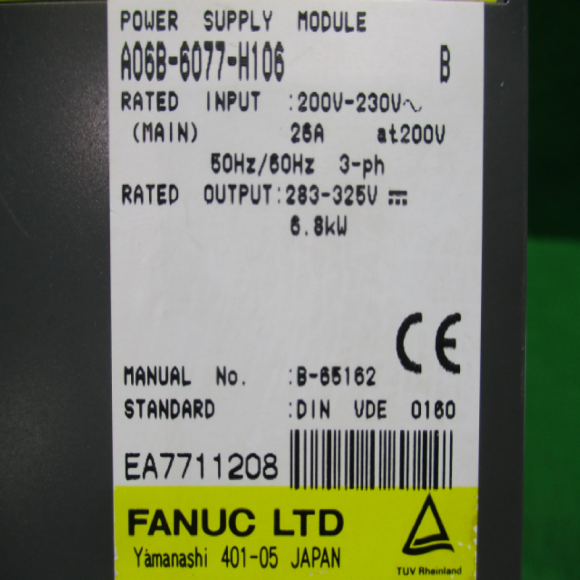 POWER SUPPLY MODULE
A06B-6077-H106 B
RATED INPUT :200V-230V~
(MAIN) 26A at200V
50Hz/60Hz 3-ph
RATED OUTPUT:283-325V ⎓
6.8kW
CE
MANUAL No. :B-65162
STANDARD :DIN VDE 0160
EA7711208
FANUC LTD
Yamanashi 401-05 JAPAN
TUV Rheinland